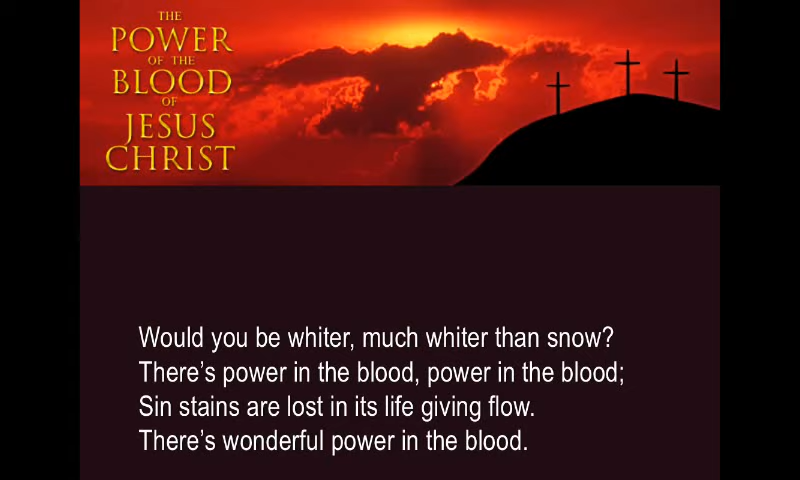 THE
POWER
OF THE
BLOOD
OF
JESUS
CHRIST
Would you be whiter, much whiter than snow?
There’s power in the blood, power in the blood;
Sin stains are lost in its life giving flow.
There’s wonderful power in the blood.